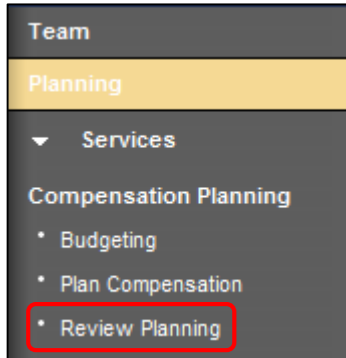 Team
Planning
Services
Compensation Planning
• Budgeting
• Plan Compensation
• Review Planning